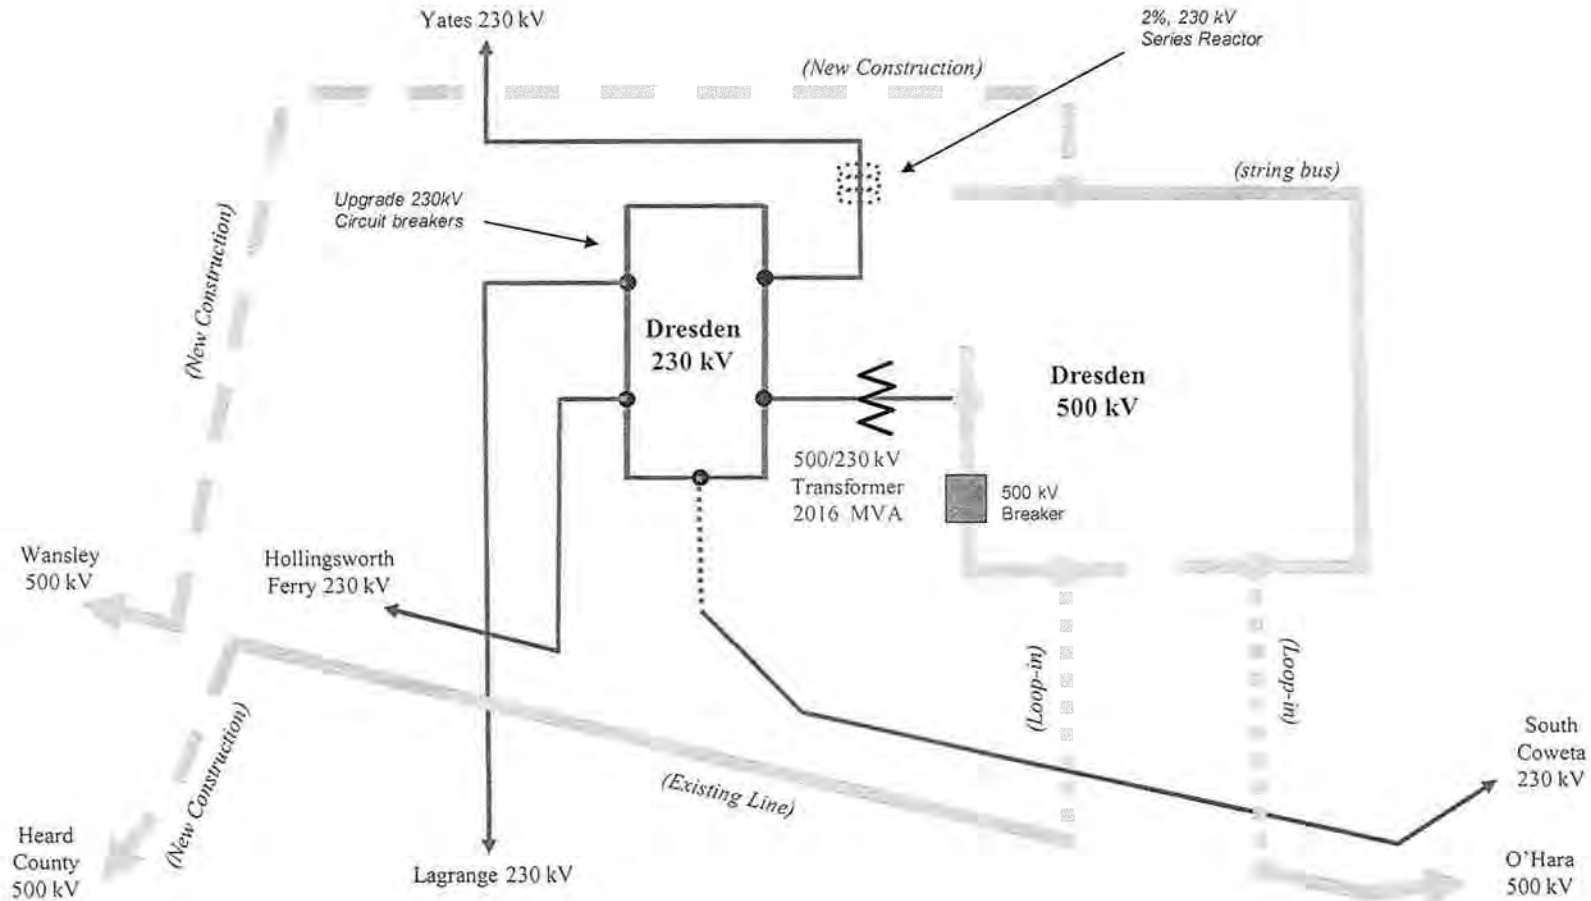 Yates 230 kV
2%, 230 kV
Series Reactor
(New Construction)
(string bus)
Upgrade 230kV
Circuit breakers
(New Construction)
Dresden
230 kV
Dresden
500 kV
500/230 kV
Transformer
2016 MVA
500 kV
Breaker
Wansley
500 kV
Hollingsworth
Ferry 230 kV
(Loop-in)
(Loop-in)
(New Construction)
(Existing Line)
South
Coweta
230 kV
Heard
County
500 kV
Lagrange 230 kV
O'Hara
500 kV